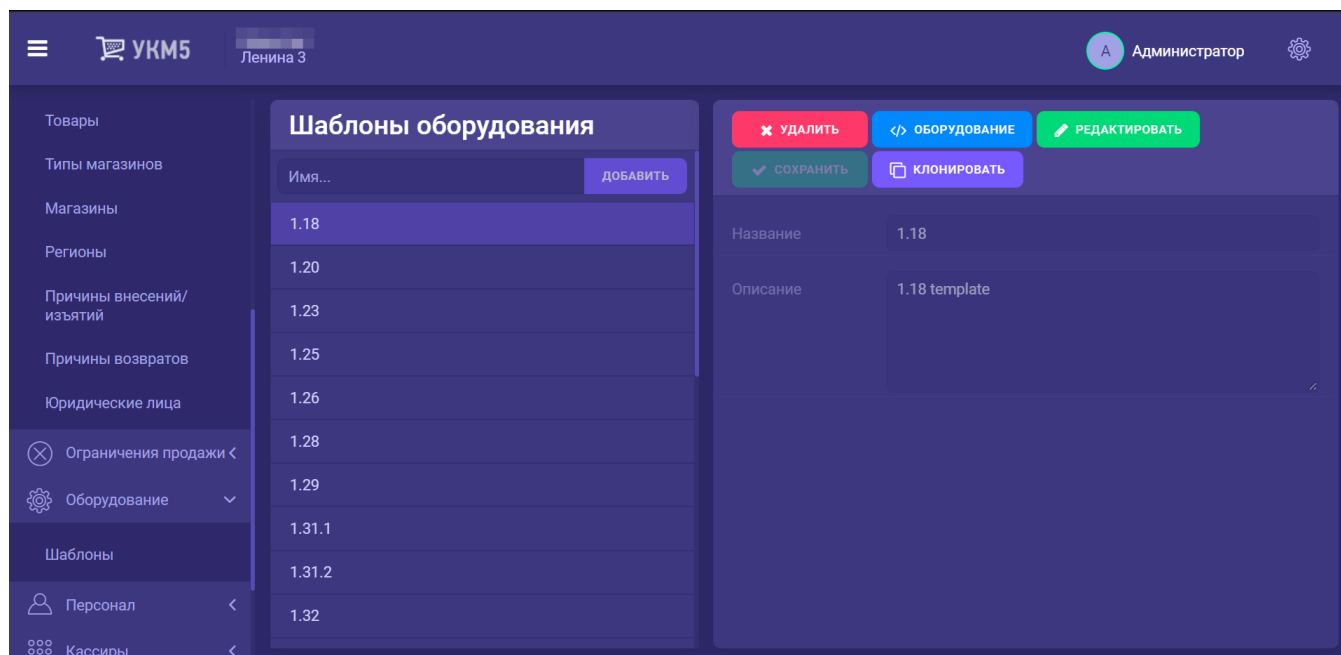 УКМ5
Ленина 3
А Администратор
Товары
Типы магазинов
Магазины
Регионы
Причины внесений/
изъятий
Причины возвратов
Юридические лица
Ограничения продажи
Оборудование
Шаблоны
Персонал
Кассиры
Шаблоны оборудования
Имя... ДОБАВИТЬ
1.18
1.20
1.23
1.25
1.26
1.28
1.29
1.31.1
1.31.2
1.32
УДАЛИТЬ </> ОБОРУДОВАНИЕ РЕДАКТИРОВАТЬ
СОХРАНИТЬ КЛОНИРОВАТЬ
Название 1.18
Описание 1.18 template